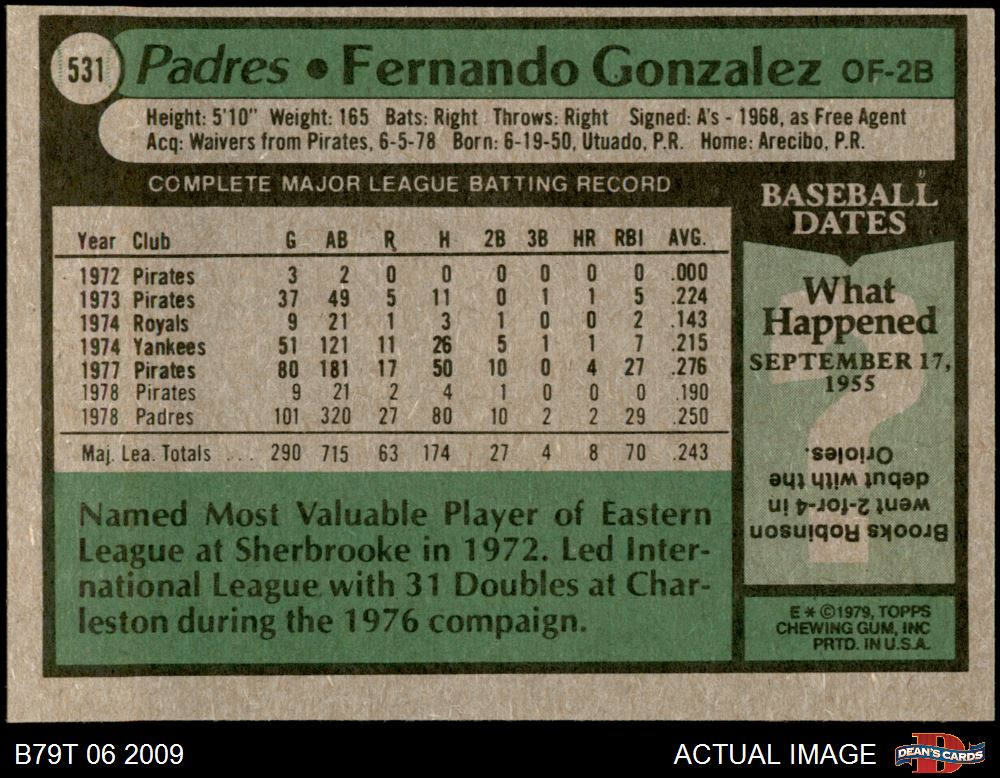 531 Padres • Fernando Gonzalez OF-2B
Height: 5'10" Weight: 165 Bats: Right Throws: Right Signed: A's - 1968, as Free Agent
Acq: Waivers from Pirates, 6-5-78 Born: 6-19-50, Utuado, P.R. Home: Arecibo, P.R.
COMPLETE MAJOR LEAGUE BATTING RECORD
Year Club G AB R H 2B 3B HR RBI AVG.
1972 Pirates 3 2 0 0 0 0 0 0 .000
1973 Pirates 37 49 5 11 0 1 1 5 .224
1974 Royals 9 21 1 3 1 0 0 2 .143
1974 Yankees 51 121 11 26 5 1 1 7 .215
1977 Pirates 80 181 17 50 10 0 4 27 .276
1978 Pirates 9 21 2 4 1 0 0 0 .190
1978 Padres 101 320 27 80 10 2 2 29 .250
Maj. Lea. Totals ... 290 715 63 174 27 4 8 70 .243
Named Most Valuable Player of Eastern
League at Sherbrooke in 1972. Led Inter-
national League with 31 Doubles at Char-
leston during the 1976 campaign.
BASEBALL
DATES
What
Happened
SEPTEMBER 17,
1955
?
Brooks Robinson
went 2-for-4 in
debut with the
Orioles.
E * © 1979, TOPPS
CHEWING GUM, INC
PRTD. IN U.S.A.
B79T 06 2009
ACTUAL IMAGE
D
DEAN'S CARDS